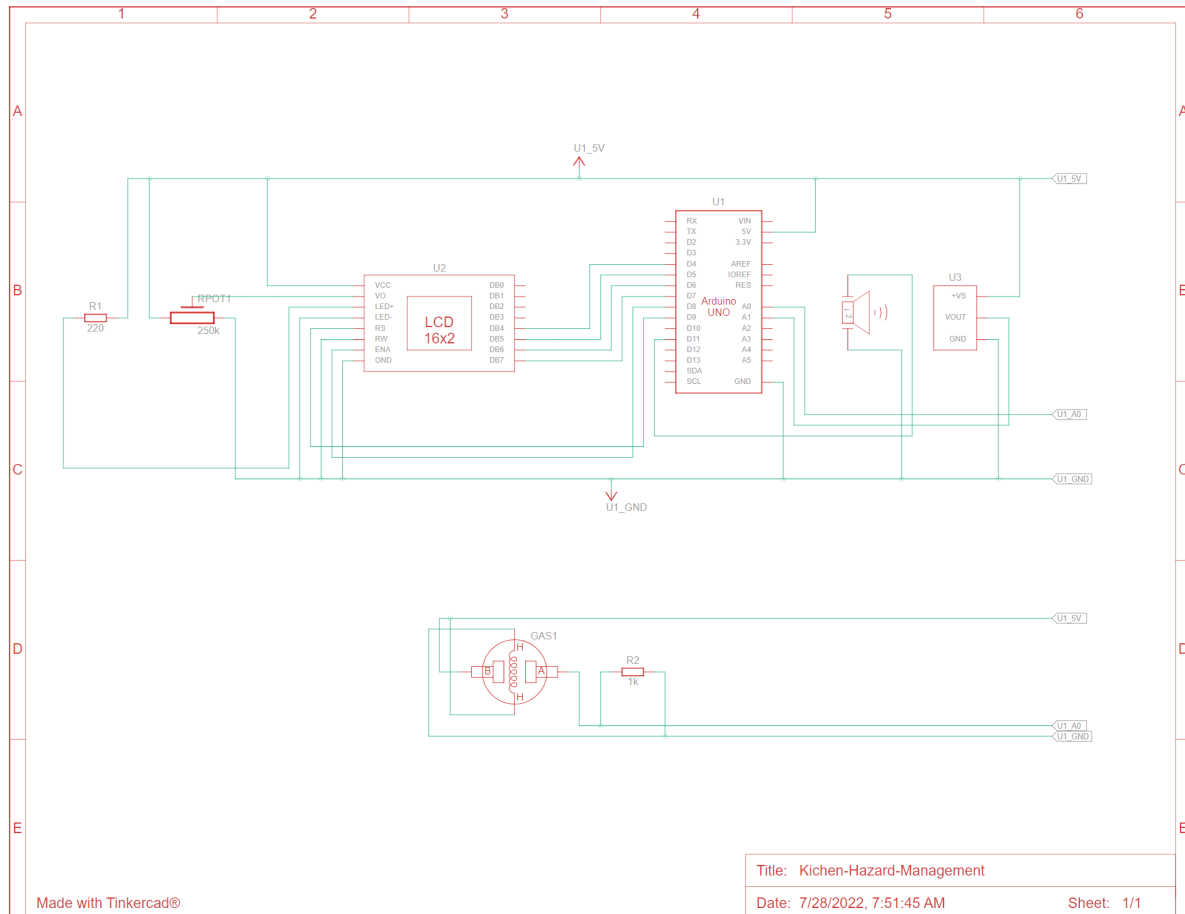 1 2 3 4 5 6
A A
U1_5V
U1_5V
U1
RX VIN
TX 5V
D2 3.3V
D3
D4 AREF
D5 IOREF
D6 RES
D7
D8 A0
D9 A1
D10 A2
D11 A3
D12 A4
D13 A5
SDA
SCL GND
Arduino
UNO
B B
R1
220
RPOT1
250k
U2
VCC DB0
VO DB1
LED+ DB2
LED- DB3
RS DB4
RW DB5
ENA DB6
GND DB7
LCD
16x2
1 2
U3
+VS
VOUT
GND
U1_A0
C C
U1_GND
U1_GND
U1_5V
D D
GAS1
H
B A
H
R2
1k
U1_A0
U1_GND
E E
Title: Kichen-Hazard-Management
Made with Tinkercad®
Date: 7/28/2022, 7:51:45 AM Sheet: 1/1